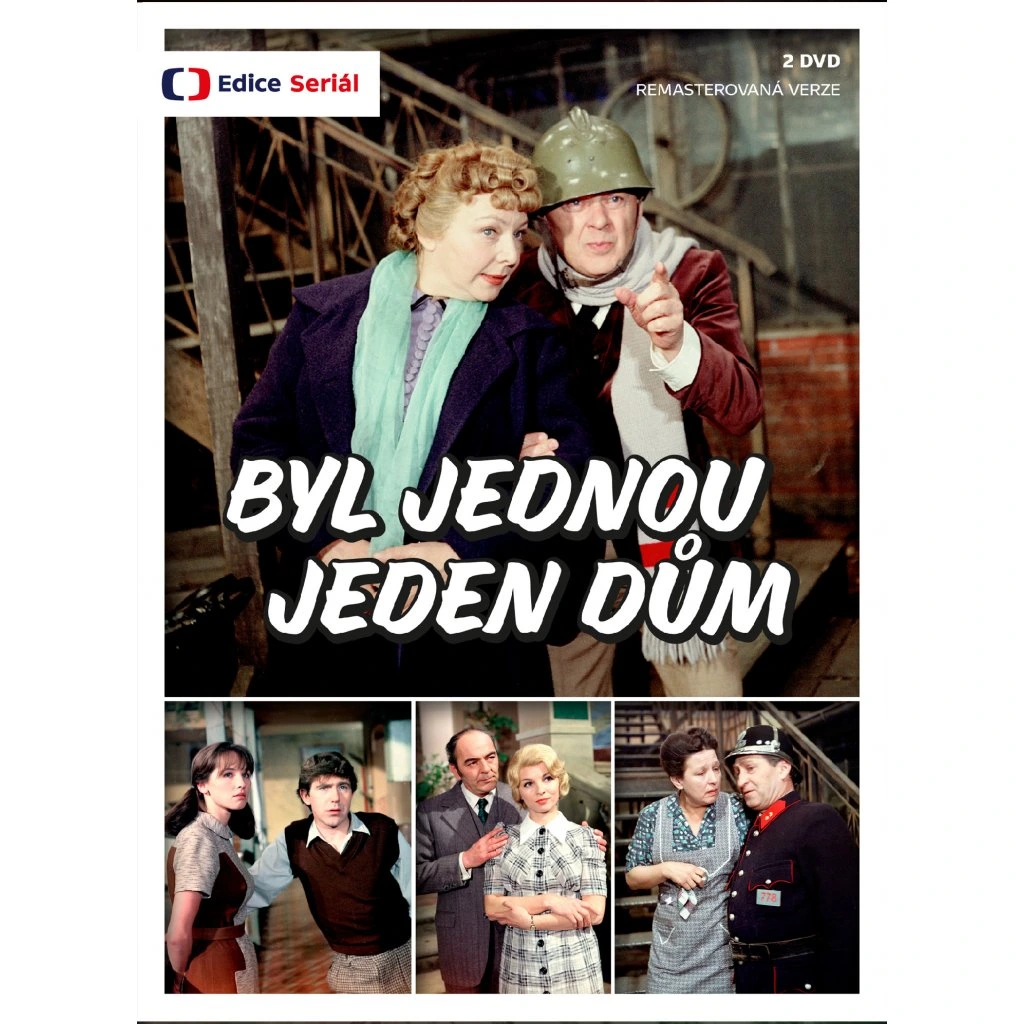 Edice Seriál
2 DVD
REMASTEROVANÁ VERZE
BYL JEDNOU
JEDEN DŮM
778